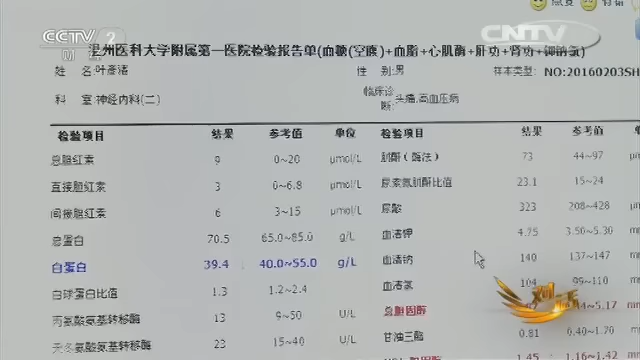 CCTV 2
CNTV
温州医科大学附属第一医院检验报告单(血糖(空腹)+血脂+心肌酶+肝功+肾功+钾钠氯)
姓 名 叶彦渚 性 别 男 样本类型: NO:20160203SH
科 室 神经内科(二) 临床诊断: 头痛,高血压病
检验项目 结果 参考值 单位 检验项目 结果 参考值
总胆红素 9 0~20 μmol/L 肌酐(酶法) 73 44~97
直接胆红素 3 0~6.8 μmol/L 尿素氮肌酐比值 23.1 15~24
间接胆红素 6 3~15 μmol/L 尿酸 323 208~428
总蛋白 70.5 65.0~85.0 g/L 血清钾 4.75 3.50~5.30
白蛋白 39.4 40.0~55.0 g/L 血清钠 140 137~147
白球蛋白比值 1.3 1.2~2.4 血清氯 104 99~110
丙氨酸氨基转移酶 13 9~50 U/L 总胆固醇 5.17
天冬氨酸氨基转移酶 23 15~40 U/L 甘油三酯 0.81 0.40~1.70
1.45 1.16~1.42